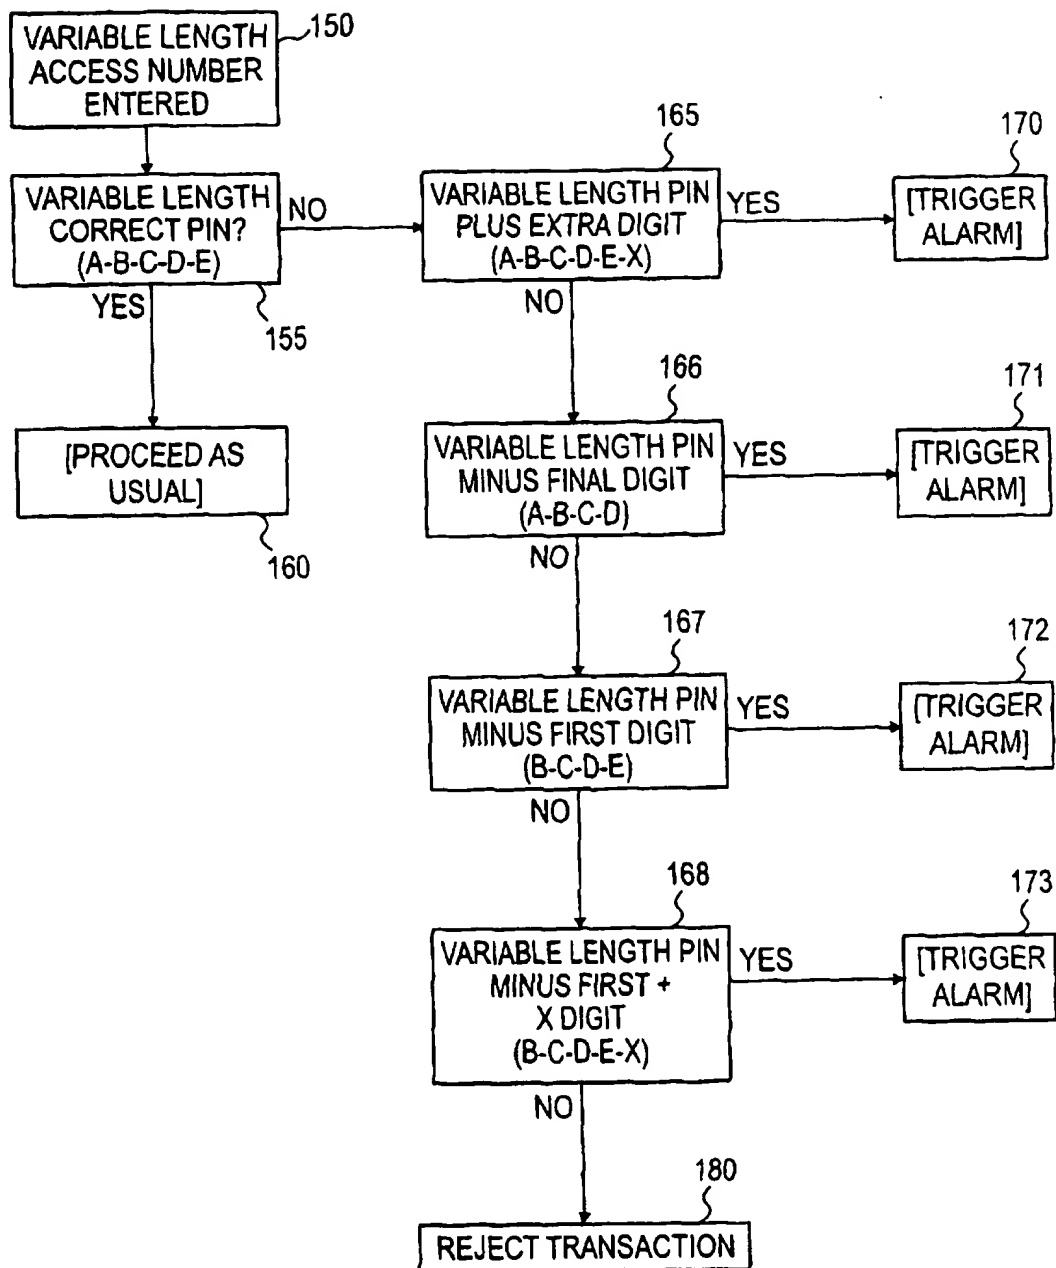 VARIABLE LENGTH
ACCESS NUMBER
ENTERED
150
VARIABLE LENGTH
CORRECT PIN?
(A-B-C-D-E)
155
NO
YES
[PROCEED AS
USUAL]
160
165
VARIABLE LENGTH PIN
PLUS EXTRA DIGIT
(A-B-C-D-E-X)
YES
170
[TRIGGER
ALARM]
NO
166
VARIABLE LENGTH PIN
MINUS FINAL DIGIT
(A-B-C-D)
YES
171
[TRIGGER
ALARM]
NO
167
VARIABLE LENGTH PIN
MINUS FIRST DIGIT
(B-C-D-E)
YES
172
[TRIGGER
ALARM]
NO
168
VARIABLE LENGTH PIN
MINUS FIRST +
X DIGIT
(B-C-D-E-X)
YES
173
[TRIGGER
ALARM]
NO
180
REJECT TRANSACTION